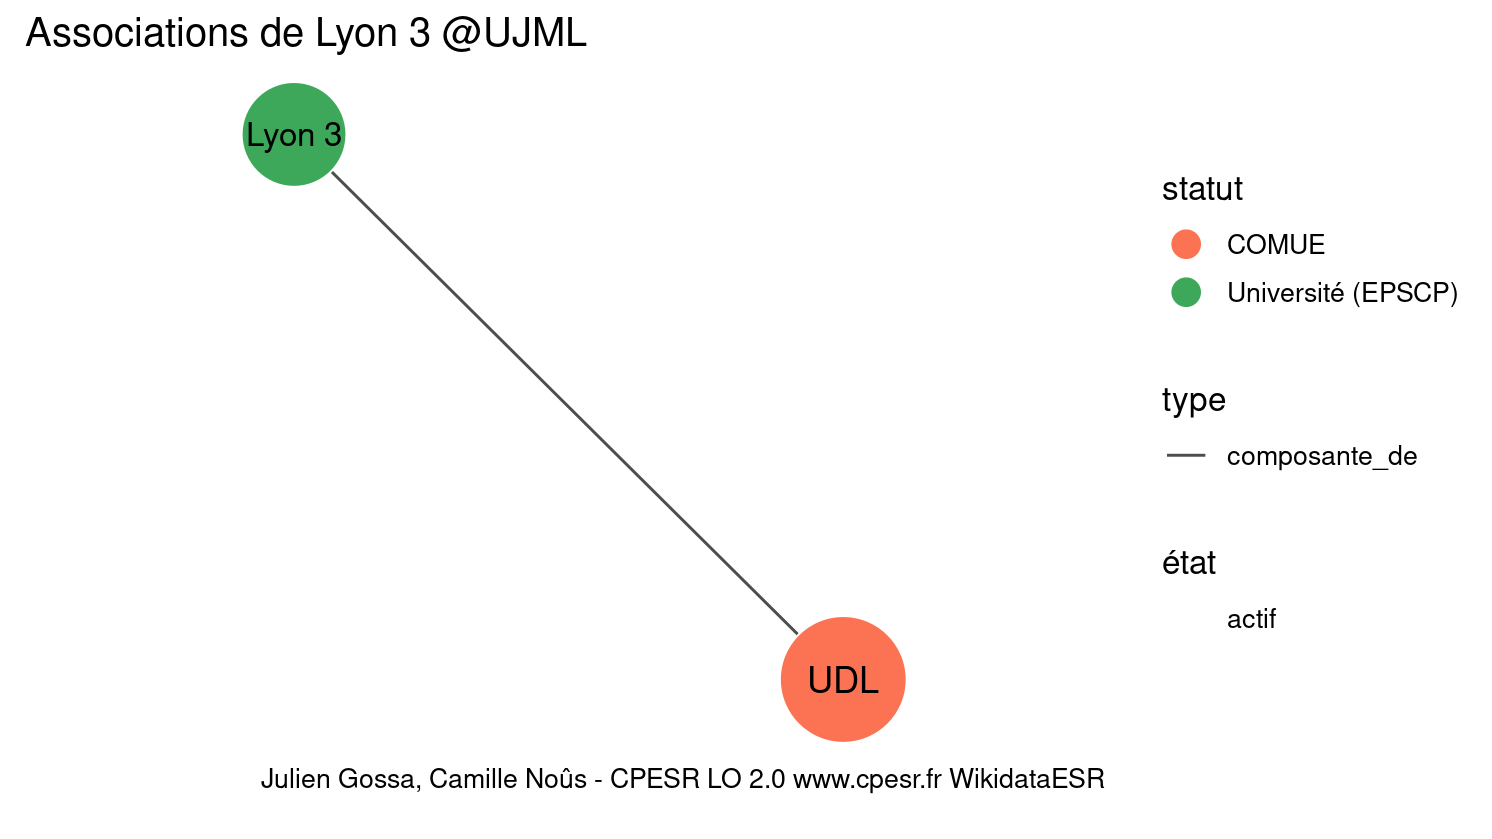 Associations de Lyon 3 @UJML
Lyon 3
UDL
statut
COMUE
Université (EPSCP)
type
composante_de
état
actif
Julien Gossa, Camille Noûs - CPESR LO 2.0 www.cpesr.fr WikidataESR